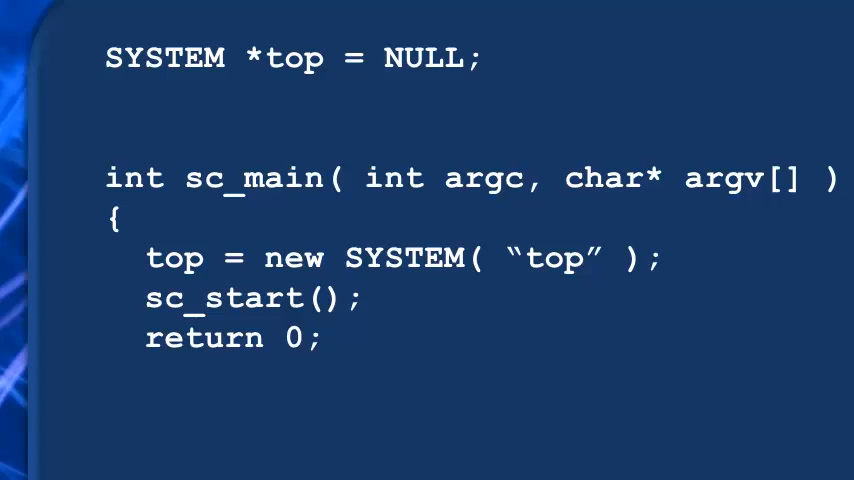 SYSTEM *top = NULL;
int sc_main( int argc, char* argv[] )
{
top = new SYSTEM( “top” );
sc_start();
return 0;